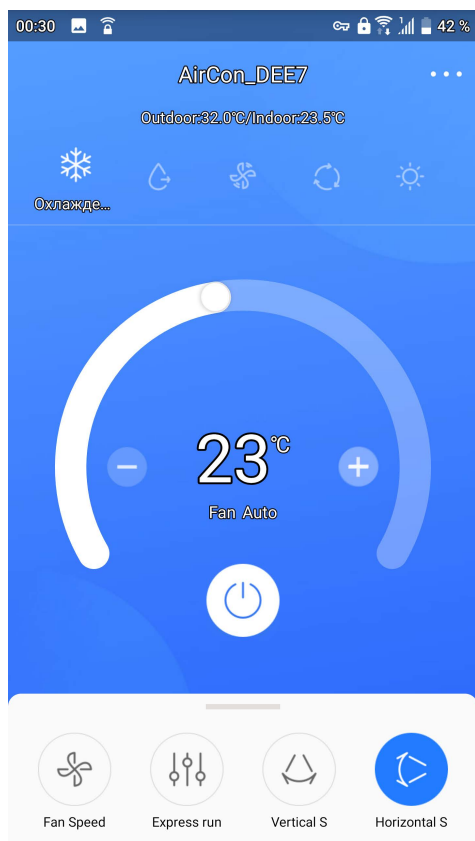 00:30
42 %
AirCon_DEE7
Outdoor:32.0℃/Indoor:23.5℃
Охлажде...
23℃
Fan Auto
Fan Speed
Express run
Vertical S
Horizontal S